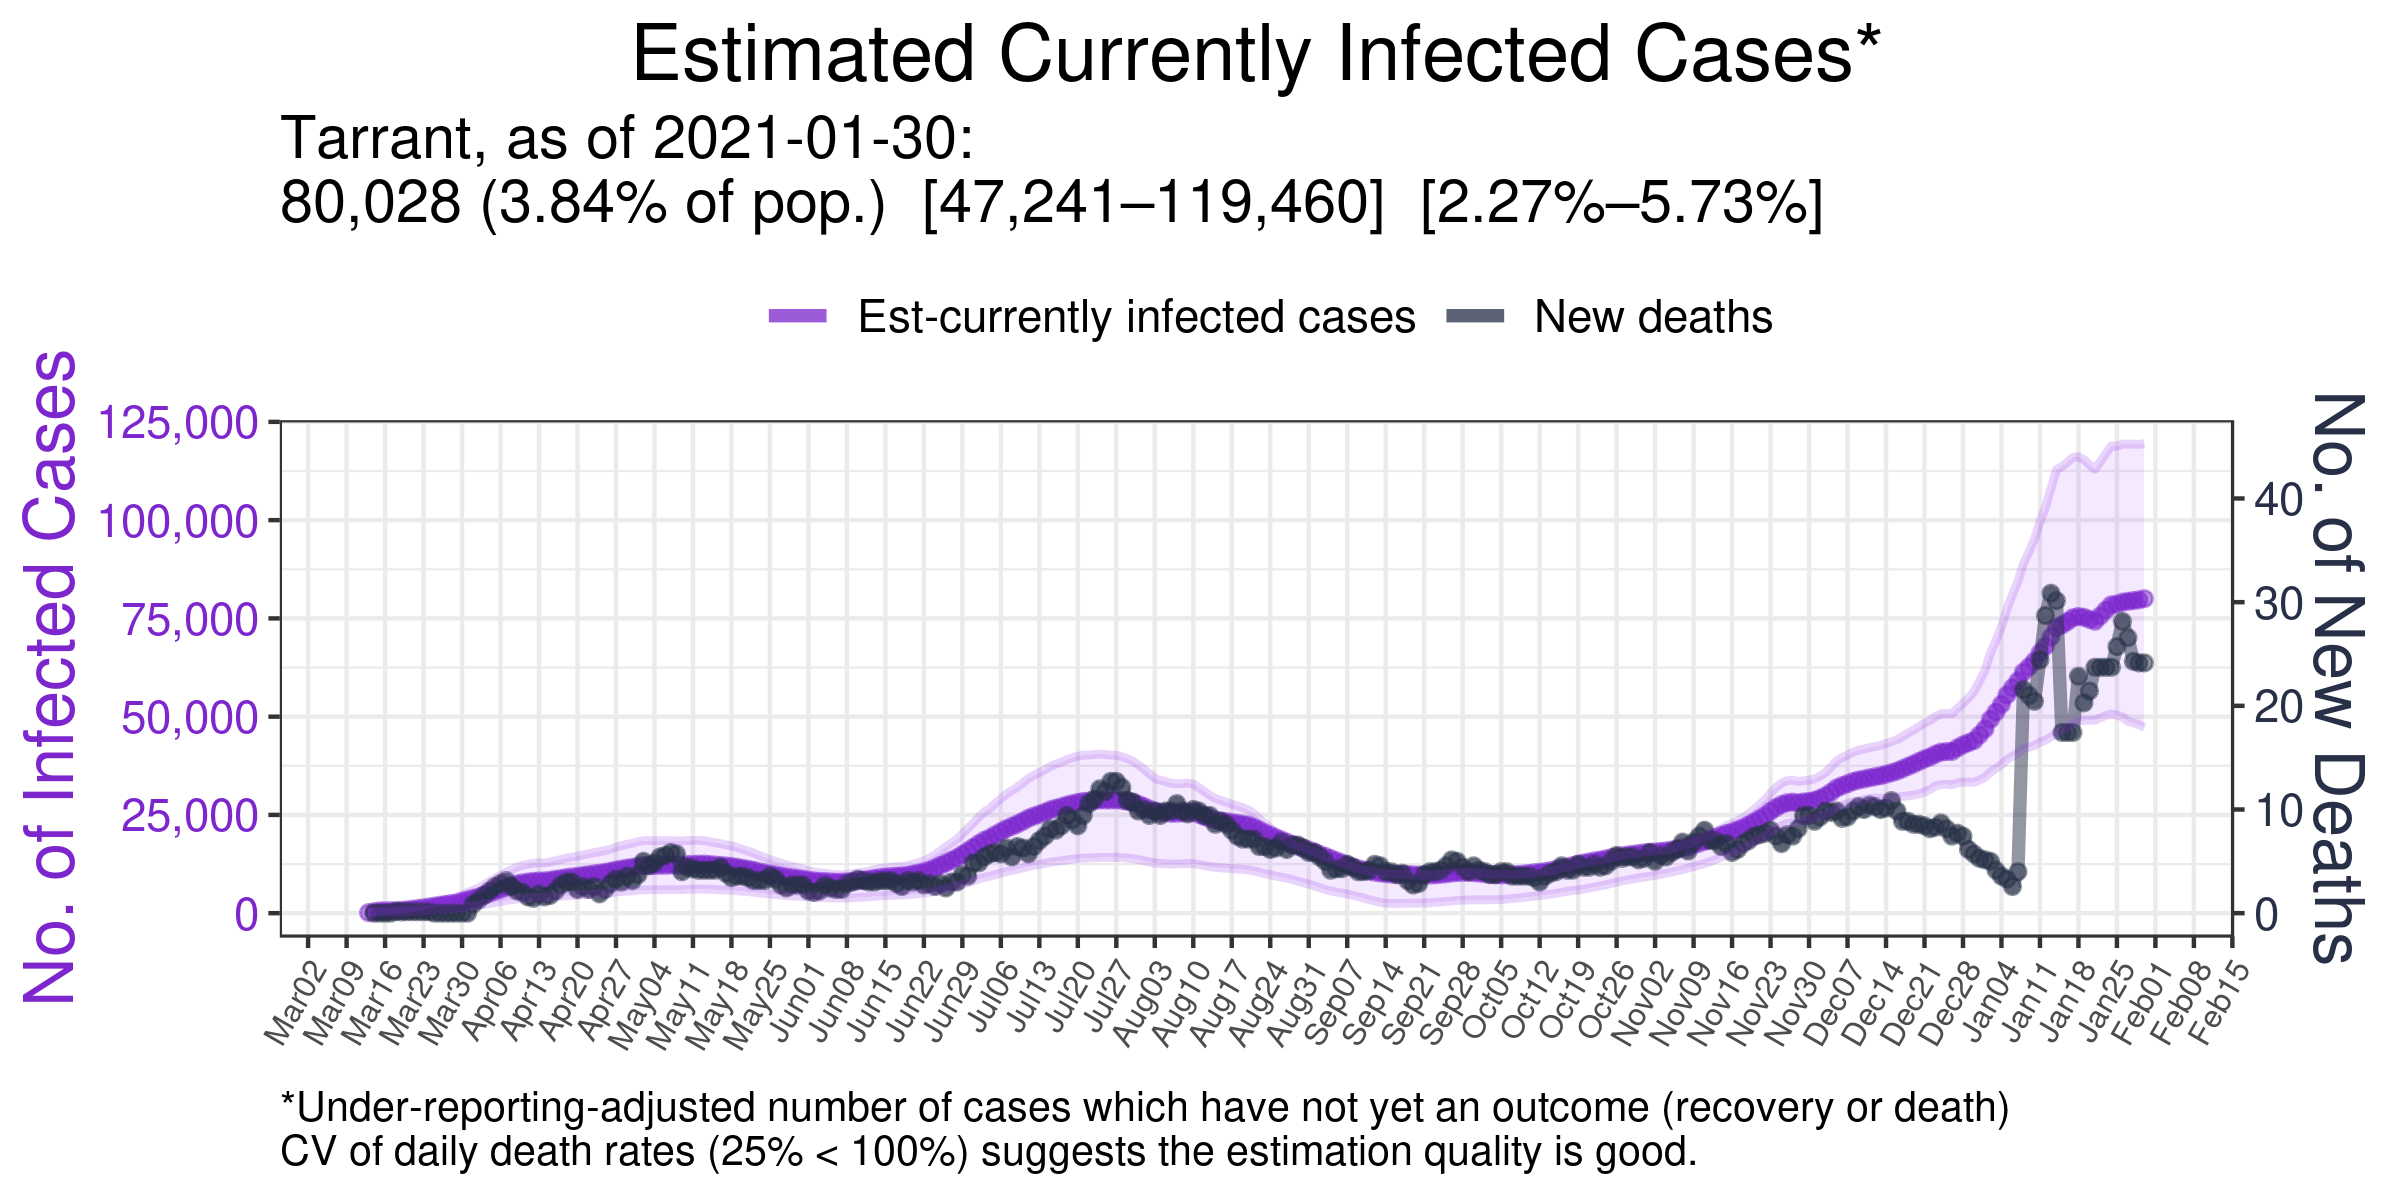 Estimated Currently Infected Cases*
Tarrant, as of 2021-01-30:
80,028 (3.84% of pop.) [47,241–119,460] [2.27%–5.73%]
Est-currently infected cases New deaths
No. of Infected Cases
125,000
100,000
75,000
50,000
25,000
0
No. of New Deaths
40
30
20
10
0
Mar02 Mar09 Mar16 Mar23 Mar30 Apr06 Apr13 Apr20 Apr27 May04 May11 May18 May25 Jun01 Jun08 Jun15 Jun22 Jun29 Jul06 Jul13 Jul20 Jul27 Aug03 Aug10 Aug17 Aug24 Aug31 Sep07 Sep14 Sep21 Sep28 Oct05 Oct12 Oct19 Oct26 Nov02 Nov09 Nov16 Nov23 Nov30 Dec07 Dec14 Dec21 Dec28 Jan04 Jan11 Jan18 Jan25 Feb01 Feb08 Feb15
*Under-reporting-adjusted number of cases which have not yet an outcome (recovery or death)
CV of daily death rates (25% < 100%) suggests the estimation quality is good.